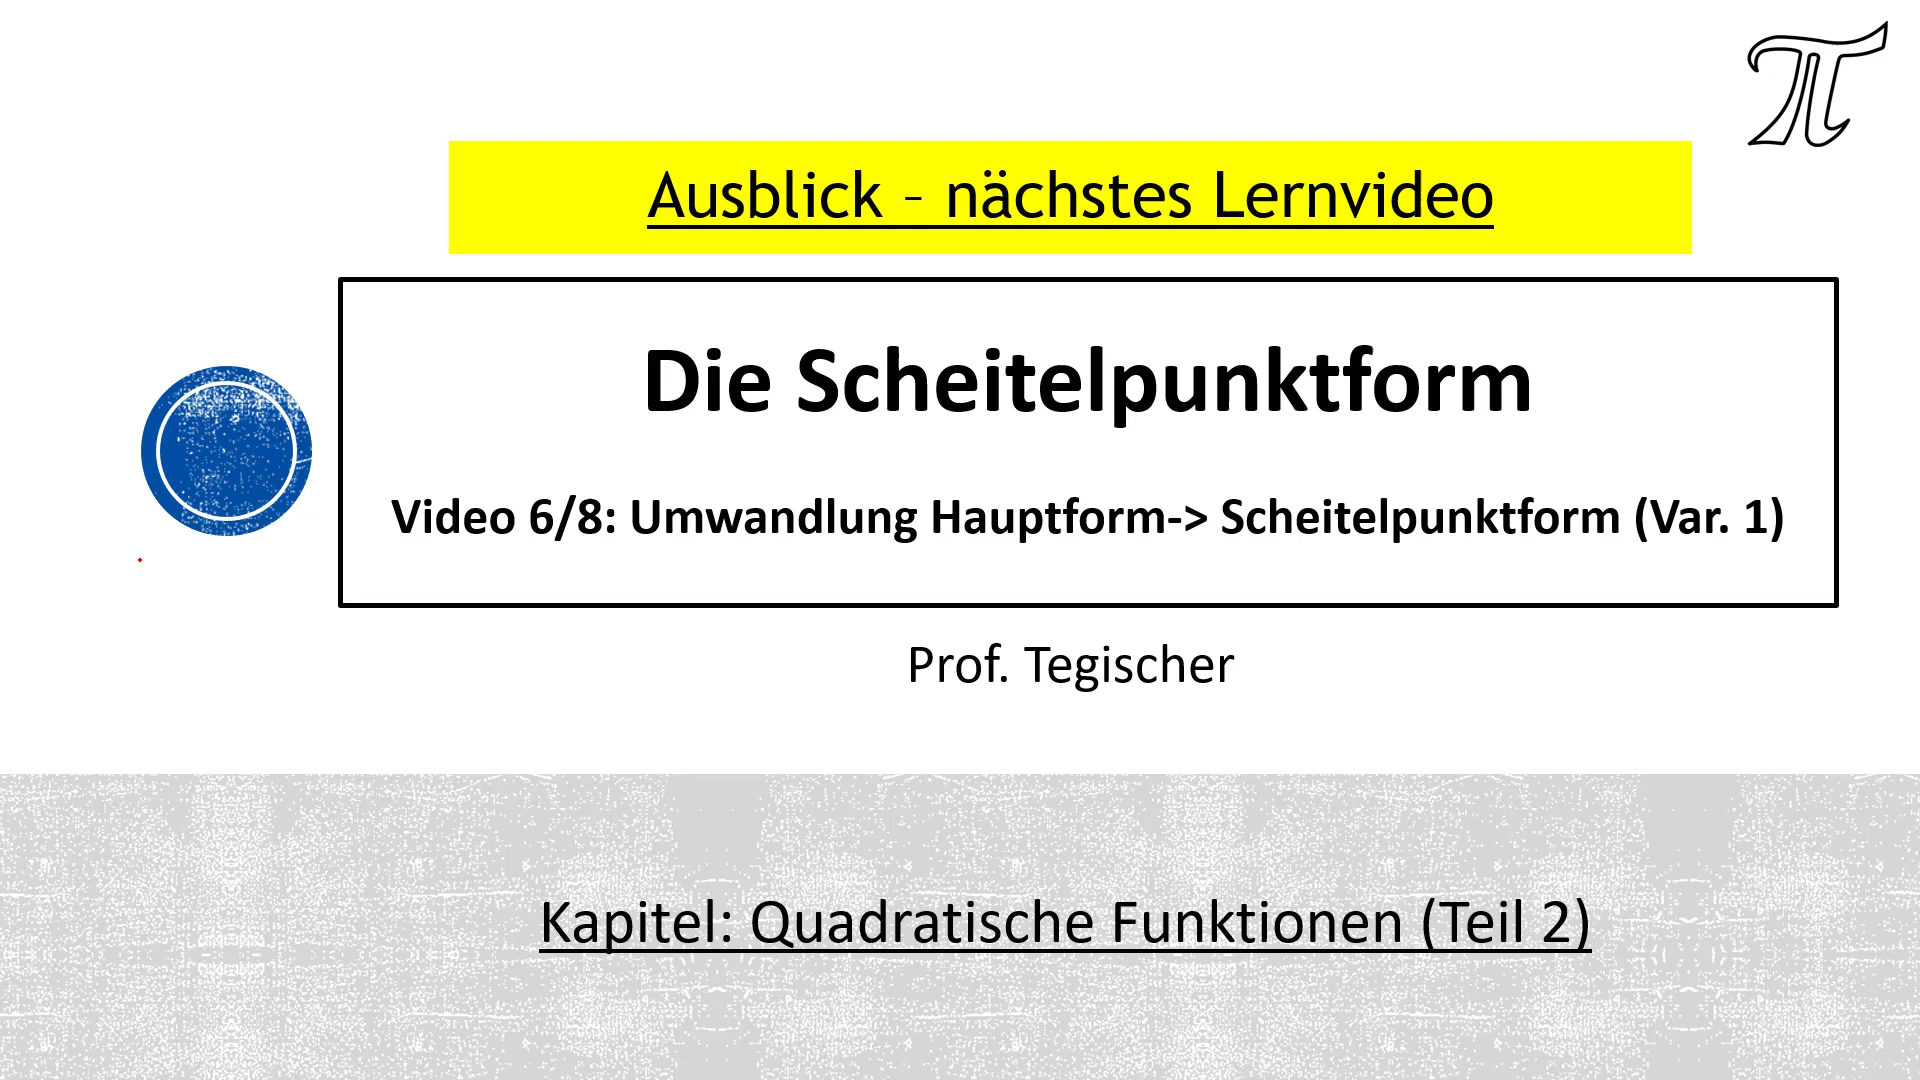 π
Ausblick – nächstes Lernvideo
Die Scheitelpunktform
Video 6/8: Umwandlung Hauptform-> Scheitelpunktform (Var. 1)
Prof. Tegischer
Kapitel: Quadratische Funktionen (Teil 2)